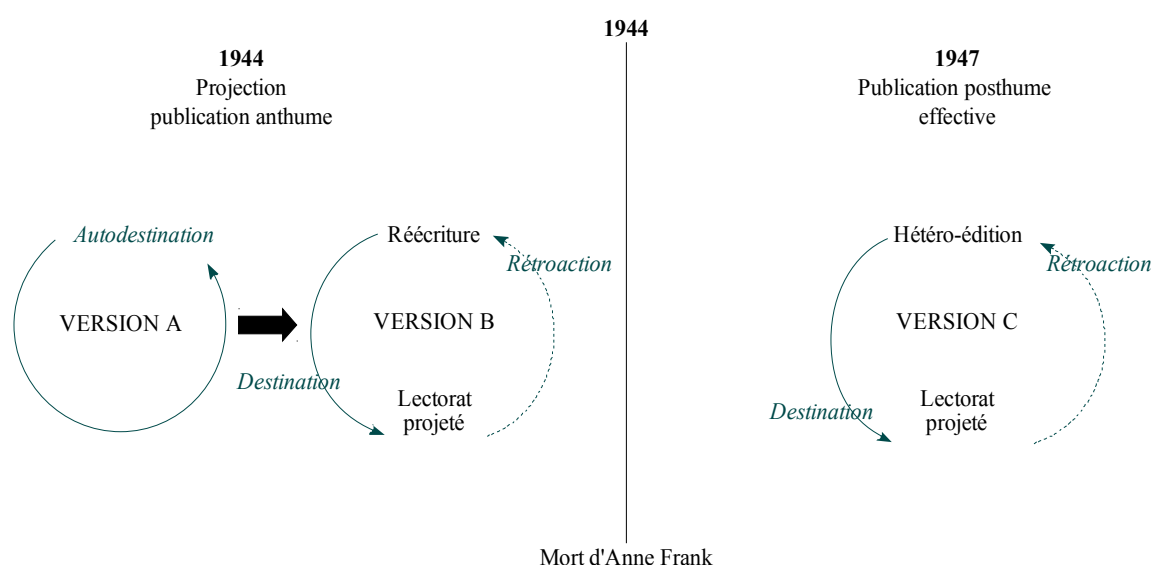 1944
1944
Projection
publication anthume
1947
Publication posthume
effective
Autodestination
Réécriture
Rétroaction
VERSION A
VERSION B
Destination
Lectorat
projeté
Hétéro-édition
Rétroaction
VERSION C
Destination
Lectorat
projeté
Mort d'Anne Frank